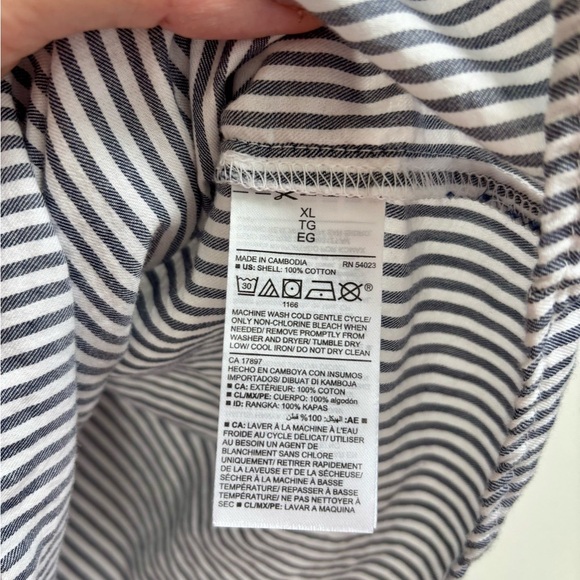 XL
TG
EG
MADE IN CAMBODIA RN 54023
■ US: SHELL: 100% COTTON
30
1166
®
MACHINE WASH COLD GENTLE CYCLE/
ONLY NON-CHLORINE BLEACH WHEN
NEEDED/ REMOVE PROMPTLY FROM
WASHER AND DRYER/ TUMBLE DRY
LOW/ COOL IRON/ DO NOT DRY CLEAN
CA 17897
HECHO EN CAMBOYA CON INSUMOS
IMPORTADOS/ DIBUAT DI KAMBOJA
■ CA: EXTÉRIEUR: 100% COTON
■ CL/MX/PE: CUERPO: 100% algodón
■ ID: RANGKA: 100% KAPAS
■ AE: الهيكل: 100% قطن
■ CA: LAVER À LA MACHINE À EAU
FROIDE AU CYCLE DÉLICAT/ UTILISER
AU BESOIN UN AGENT DE
BLANCHIMENT SANS CHLORE
UNIQUEMENT/ RETIRER RAPIDEMENT
DE LA LAVEUSE ET DE LA SÉCHEUSE/
SÉCHER À LA MACHINE À BASSE
TEMPÉRATURE/ REPASSER À BASSE
TEMPÉRATURE/ NE PAS NETTOYER À
SEC ■ CL/MX/PE: LAVAR A MAQUINA